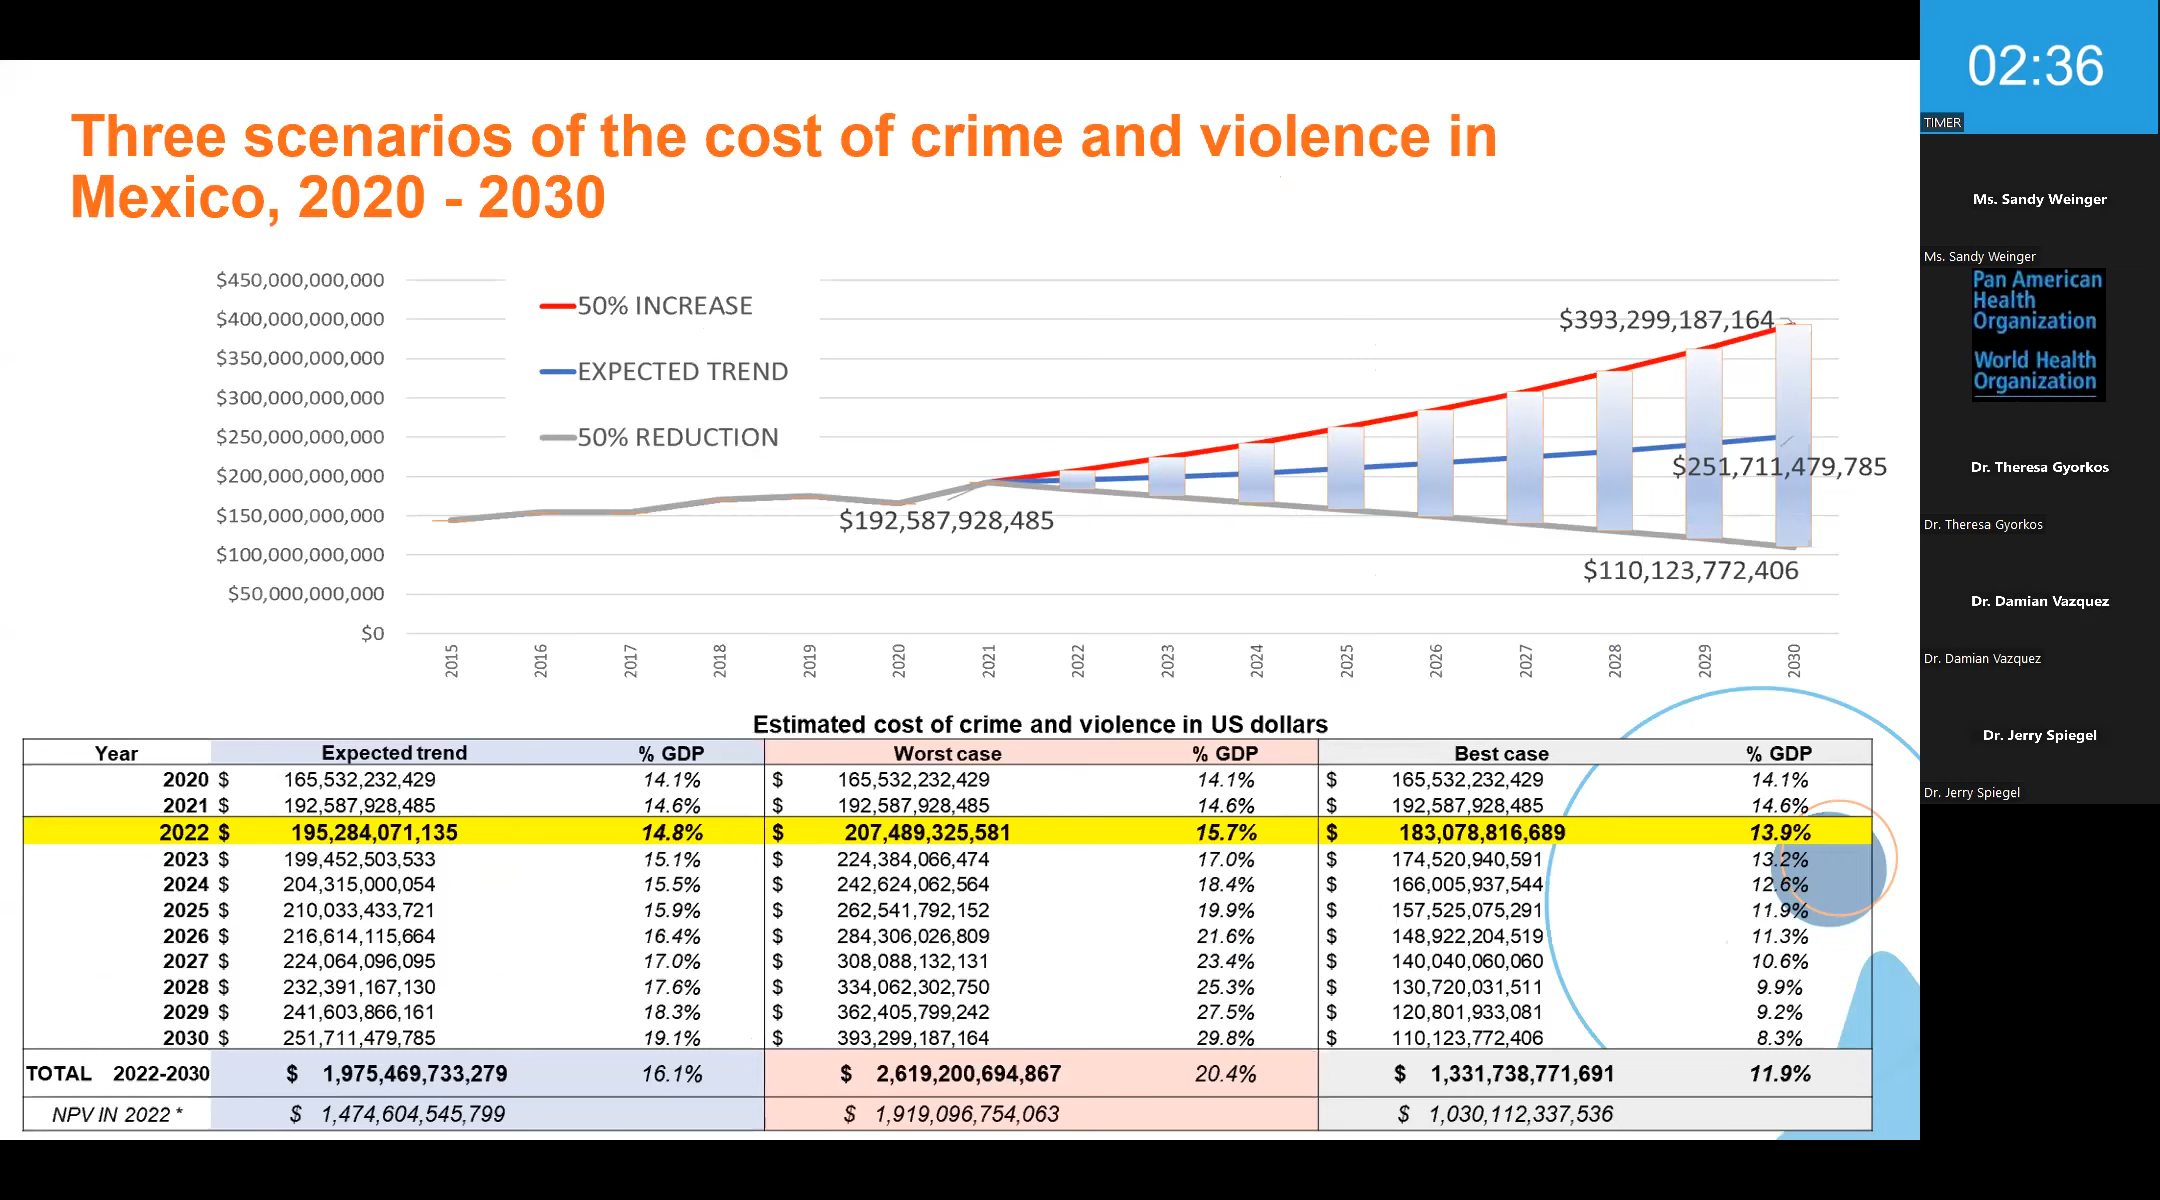 Three scenarios of the cost of crime and violence in
Mexico, 2020 - 2030
$450,000,000,000
$400,000,000,000
$350,000,000,000
$300,000,000,000
$250,000,000,000
$200,000,000,000
$150,000,000,000
$100,000,000,000
$50,000,000,000
$0
50% INCREASE
EXPECTED TREND
50% REDUCTION
$393,299,187,164
$251,711,479,785
$192,587,928,485
$110,123,772,406
2015 2016 2017 2018 2019 2020 2021 2022 2023 2024 2025 2026 2027 2028 2029 2030
Estimated cost of crime and violence in US dollars
Year Expected trend % GDP Worst case % GDP Best case % GDP
2020 $ 165,532,232,429 14.1% $ 165,532,232,429 14.1% $ 165,532,232,429 14.1%
2021 $ 192,587,928,485 14.6% $ 192,587,928,485 14.6% $ 192,587,928,485 14.6%
2022 $ 195,284,071,135 14.8% $ 207,489,325,581 15.7% $ 183,078,816,689 13.9%
2023 $ 199,452,503,533 15.1% $ 224,384,066,474 17.0% $ 174,520,940,591 13.2%
2024 $ 204,315,000,054 15.5% $ 242,624,062,564 18.4% $ 166,005,937,544 12.6%
2025 $ 210,033,433,721 15.9% $ 262,541,792,152 19.9% $ 157,525,075,291 11.9%
2026 $ 216,614,115,664 16.4% $ 284,306,026,809 21.6% $ 148,922,204,519 11.3%
2027 $ 224,064,096,095 17.0% $ 308,088,132,131 23.4% $ 140,040,060,060 10.6%
2028 $ 232,391,167,130 17.6% $ 334,062,302,750 25.3% $ 130,720,031,511 9.9%
2029 $ 241,603,866,161 18.3% $ 362,405,799,242 27.5% $ 120,801,933,081 9.2%
2030 $ 251,711,479,785 19.1% $ 393,299,187,164 29.8% $ 110,123,772,406 8.3%
TOTAL 2022-2030 $ 1,975,469,733,279 16.1% $ 2,619,200,694,867 20.4% $ 1,331,738,771,691 11.9%
NPV IN 2022 * $ 1,474,604,545,799 $ 1,919,096,754,063 $ 1,030,112,337,536
02:36
TIMER
Ms. Sandy Weinger
Ms. Sandy Weinger
Pan American
Health
Organization
World Health
Organization
Dr. Theresa Gyorkos
Dr. Theresa Gyorkos
Dr. Damian Vazquez
Dr. Damian Vazquez
Dr. Jerry Spiegel
Dr. Jerry Spiegel